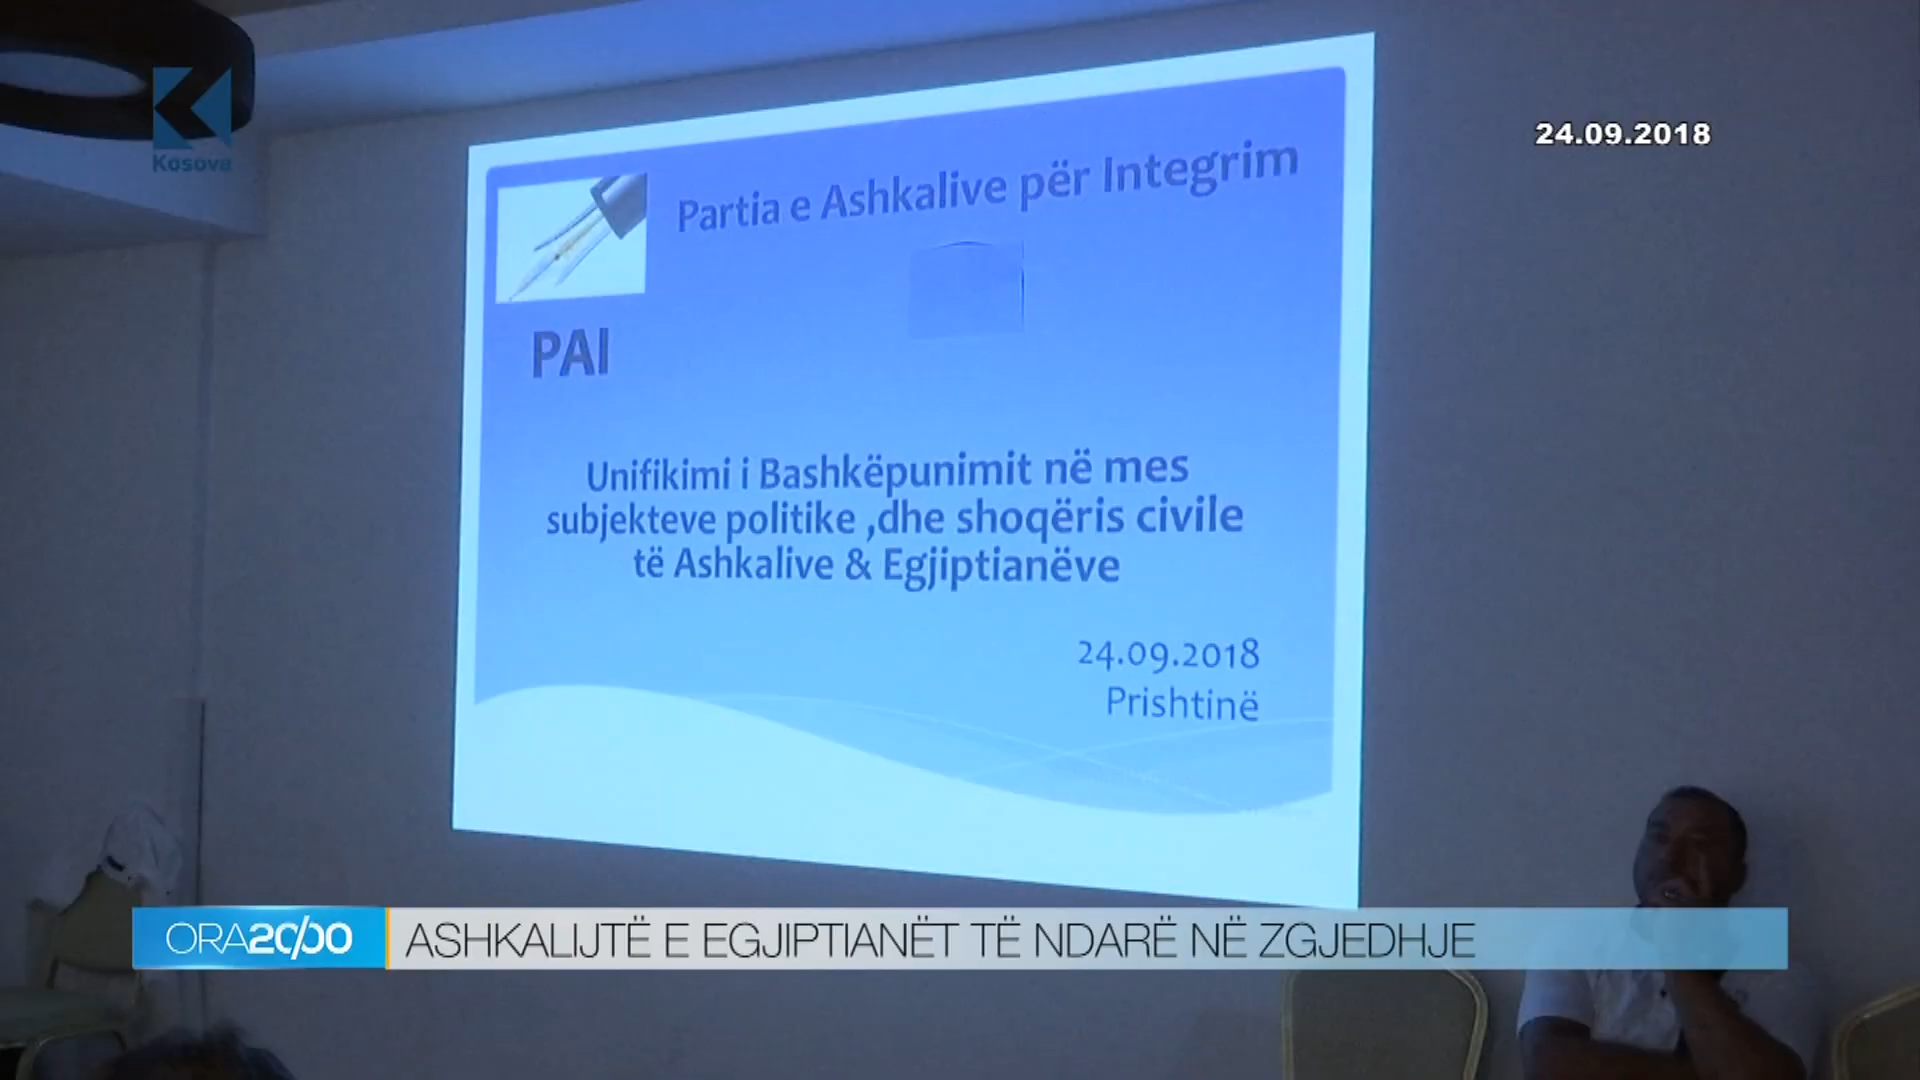 Kosova
24.09.2018
Partia e Ashkalive për Integrim
PAI
Unifikimi i Bashkëpunimit në mes
subjekteve politike ,dhe shoqëris civile
të Ashkalive & Egjiptianëve
24.09.2018
Prishtinë
ORA20/00 ASHKALIJTË E EGJIPTIANËT TË NDARË NË ZGJEDHJE